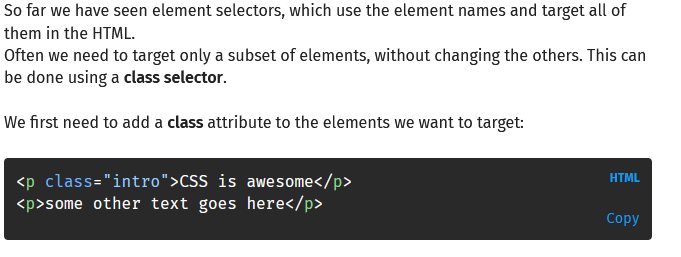 So far we have seen element selectors, which use the element names and target all of
them in the HTML.
Often we need to target only a subset of elements, without changing the others. This can
be done using a class selector.
We first need to add a class attribute to the elements we want to target:
<p class="intro">CSS is awesome</p>
HTML
<p>some other text goes here</p>
Copy